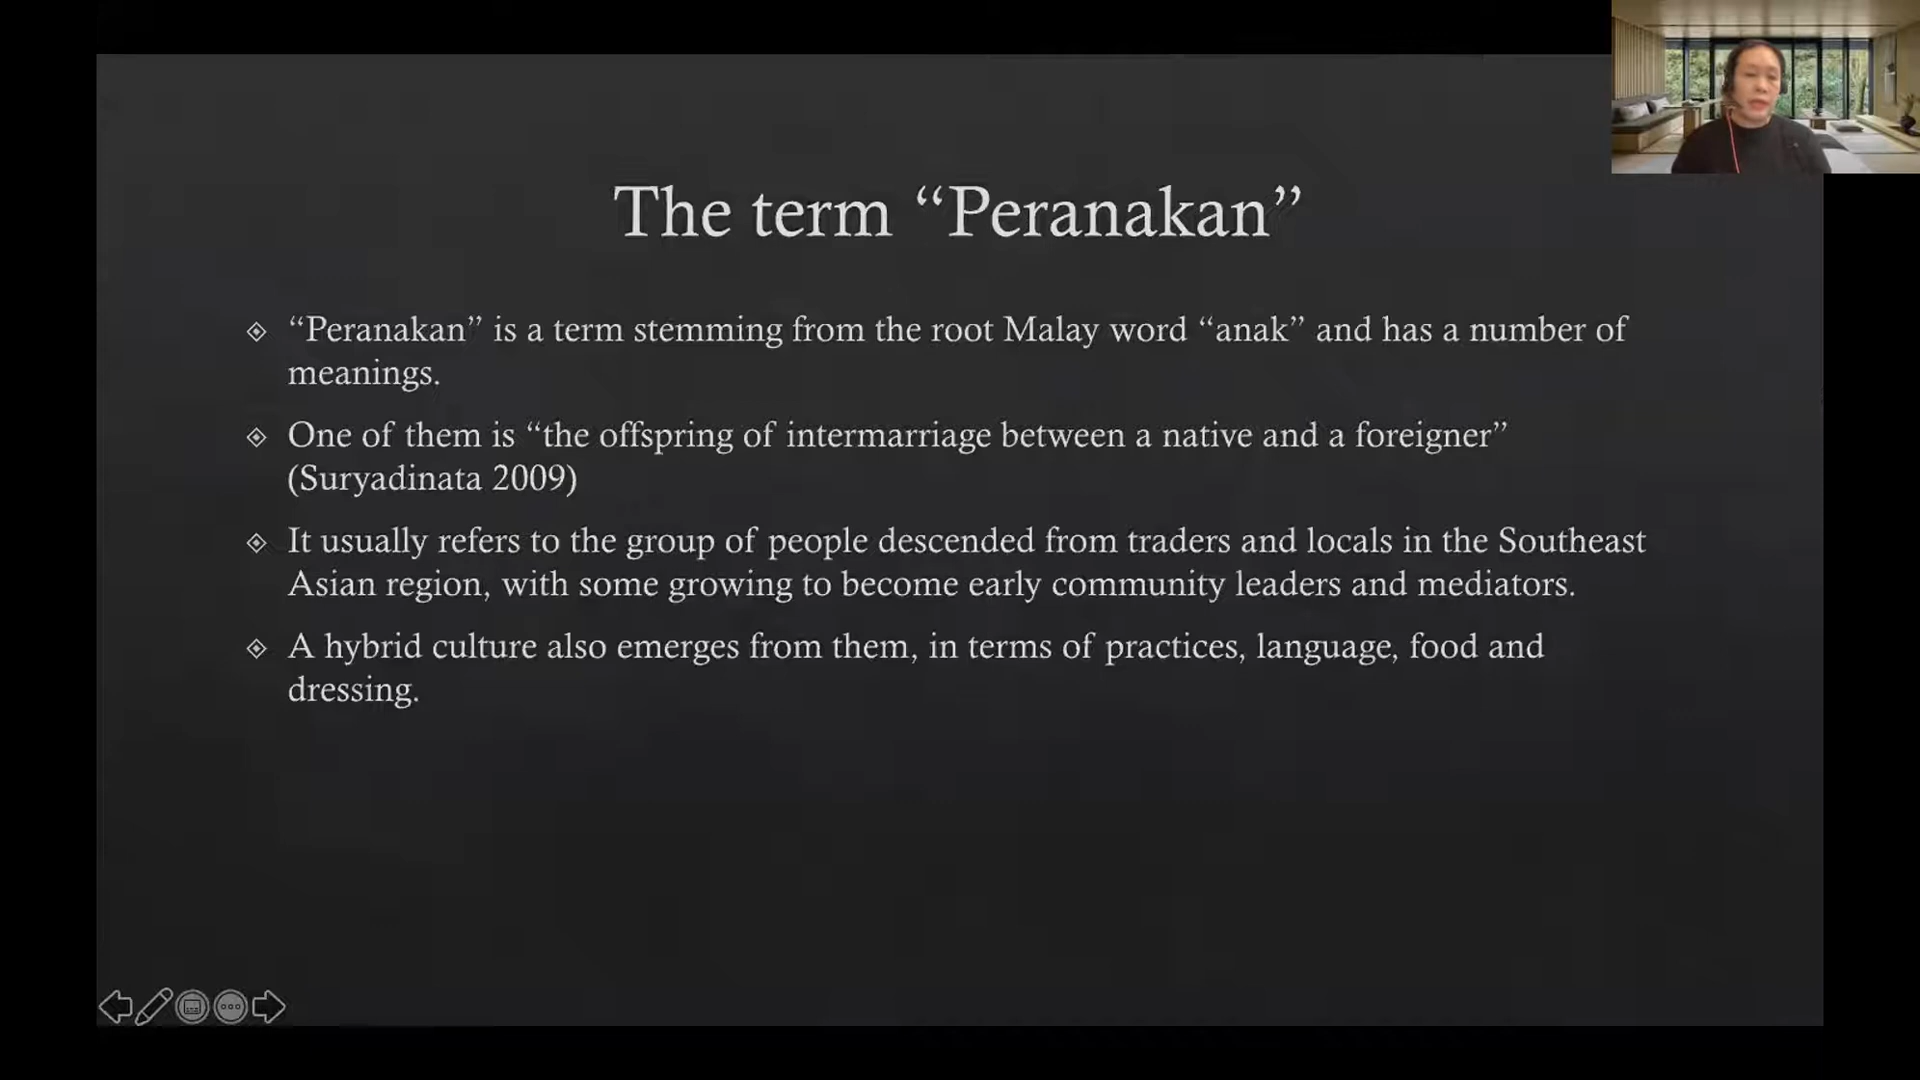 The term “Peranakan”
“Peranakan” is a term stemming from the root Malay word “anak” and has a number of
meanings.
One of them is “the offspring of intermarriage between a native and a foreigner”
(Suryadinata 2009)
It usually refers to the group of people descended from traders and locals in the Southeast
Asian region, with some growing to become early community leaders and mediators.
A hybrid culture also emerges from them, in terms of practices, language, food and
dressing.